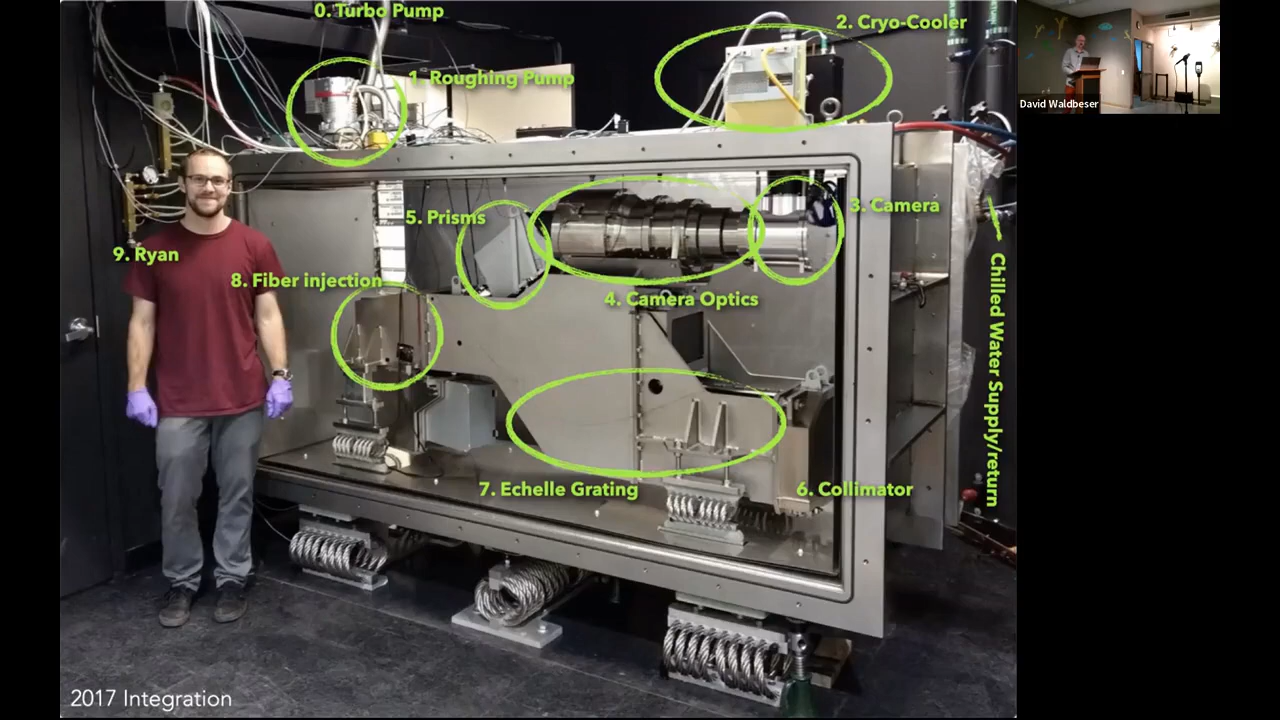 0. Turbo Pump
2. Cryo-Cooler
1. Roughing Pump
David Waldbeser
5. Prisms
3. Camera
9. Ryan
8. Fiber injection
4. Camera Optics
Chilled Water Supply/return
7. Echelle Grating
6. Collimator
2017 Integration